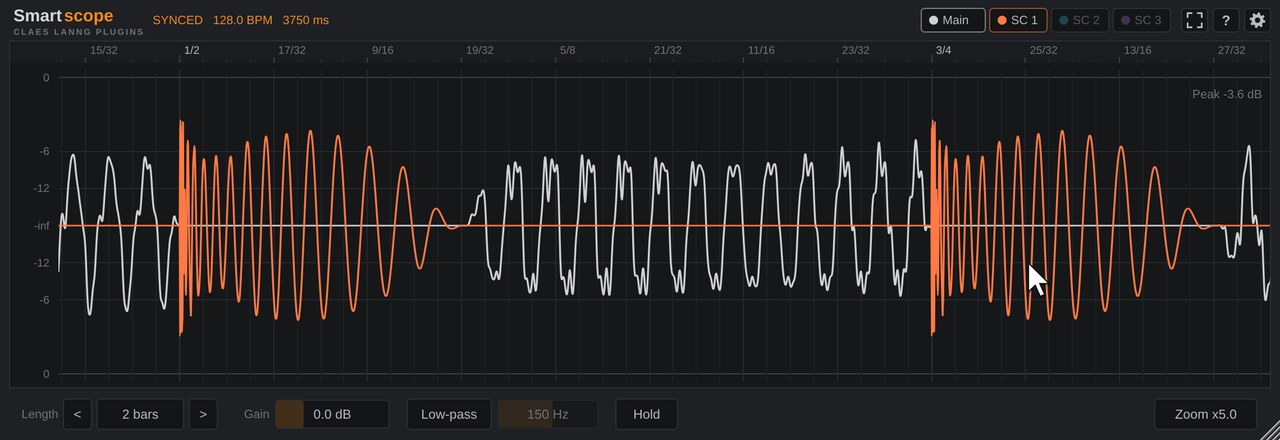 Smartscope SYNCED 128.0 BPM 3750 ms Main SC 1 SC 2 SC 3 ?
CLAES LANNG PLUGINS
15/32 1/2 17/32 9/16 19/32 5/8 21/32 11/16 23/32 3/4 25/32 13/16 27/32
0
Peak -3.6 dB
-6
-12
-inf
-12
-6
0
Length < 2 bars > Gain 0.0 dB Low-pass 150 Hz Hold Zoom x5.0